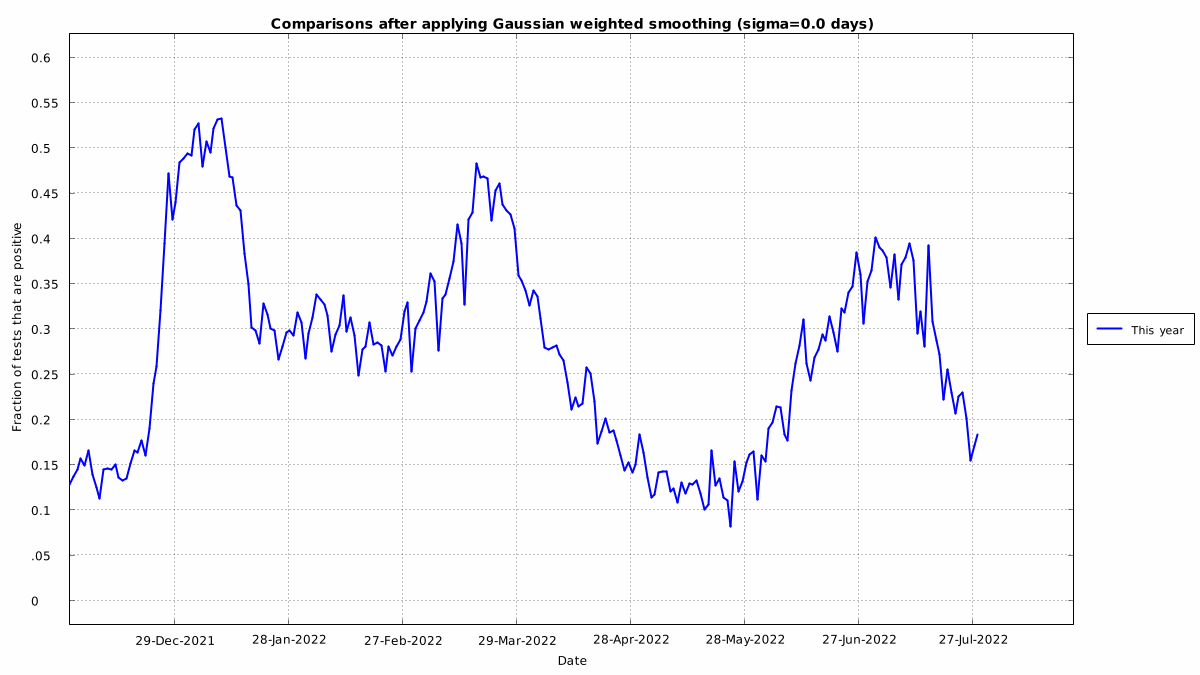 Comparisons after applying Gaussian weighted smoothing (sigma=0.0 days)
0.6
0.55
0.5
0.45
0.4
0.35
0.3
0.25
0.2
0.15
0.1
.05
0
Fraction of tests that are positive
29-Dec-2021 28-Jan-2022 27-Feb-2022 29-Mar-2022 28-Apr-2022 28-May-2022 27-Jun-2022 27-Jul-2022
Date
This year